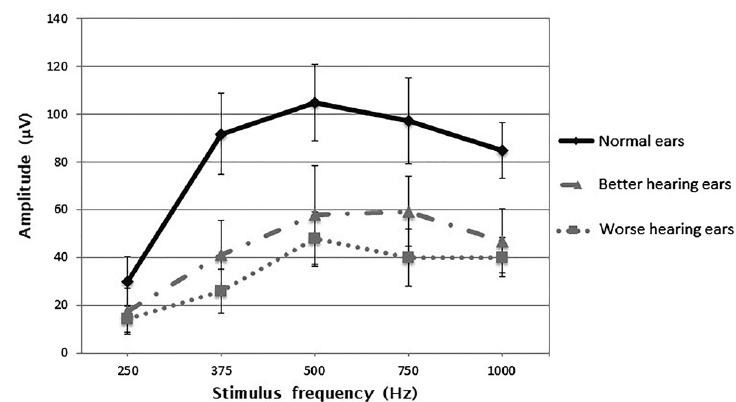 140
120
100
80
60
40
20
0
Amplitude (µV)
250 375 500 750 1000
Stimulus frequency (Hz)
Normal ears
Better hearing ears
Worse hearing ears